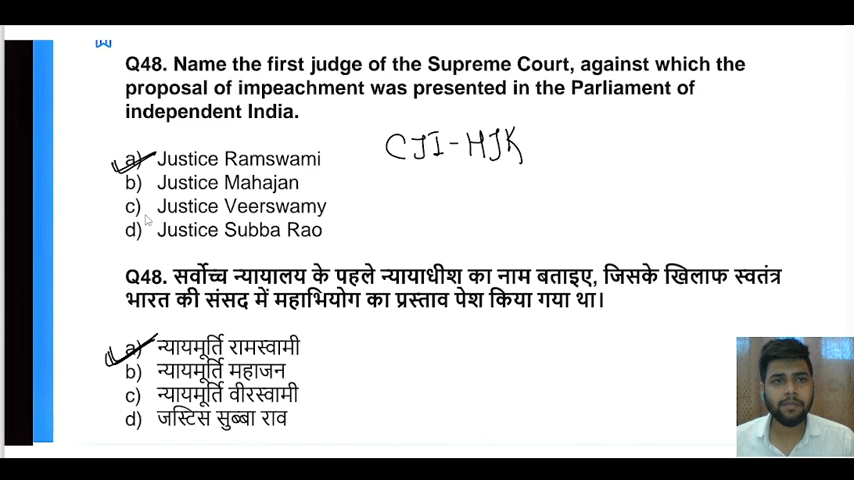 Q48. Name the first judge of the Supreme Court, against which the
proposal of impeachment was presented in the Parliament of
independent India.
CJI-HJK
a) Justice Ramswami
b) Justice Mahajan
c) Justice Veerswamy
d) Justice Subba Rao
Q48. सर्वोच्च न्यायालय के पहले न्यायाधीश का नाम बताइए, जिसके खिलाफ स्वतंत्र
भारत की संसद में महाभियोग का प्रस्ताव पेश किया गया था।
a) न्यायमूर्ति रामस्वामी
b) न्यायमूर्ति महाजन
c) न्यायमूर्ति वीरस्वामी
d) जस्टिस सुब्बा राव